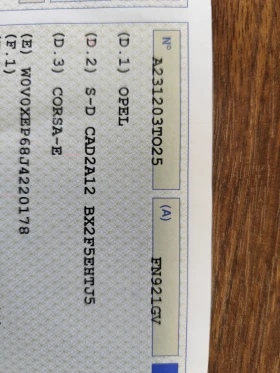 N° A231203TO25 (A) FN921GV
(D.1) OPEL
(D.2) S-D CAD2A12 BX2F5EHTJ5
(D.3) CORSA-E
(E) W0V0XEP68J4220178
(F.1)